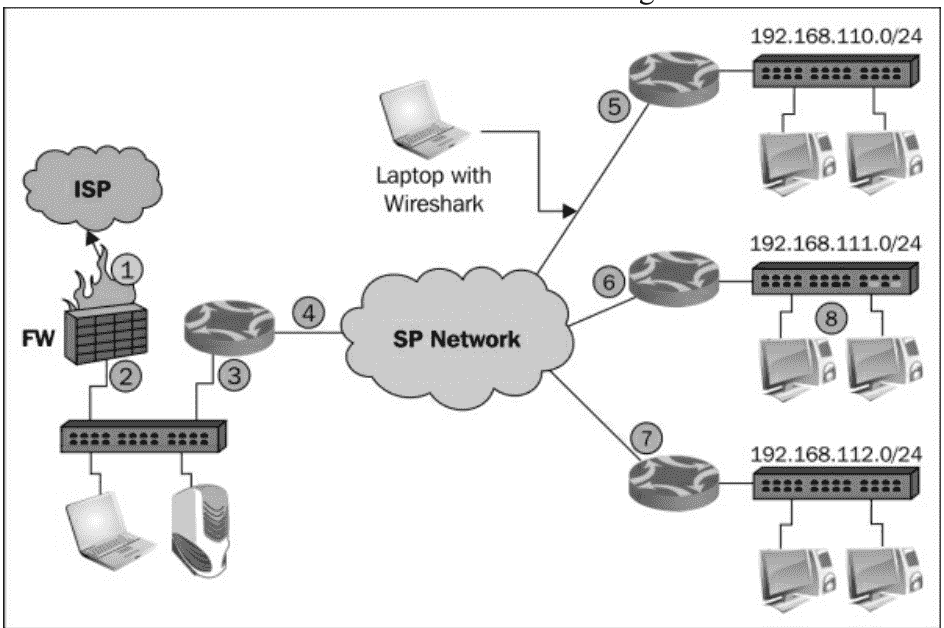 192.168.110.0/24
5
Laptop with
Wireshark
ISP
1
192.168.111.0/24
6
FW
4
SP Network
8
2
3
7
192.168.112.0/24